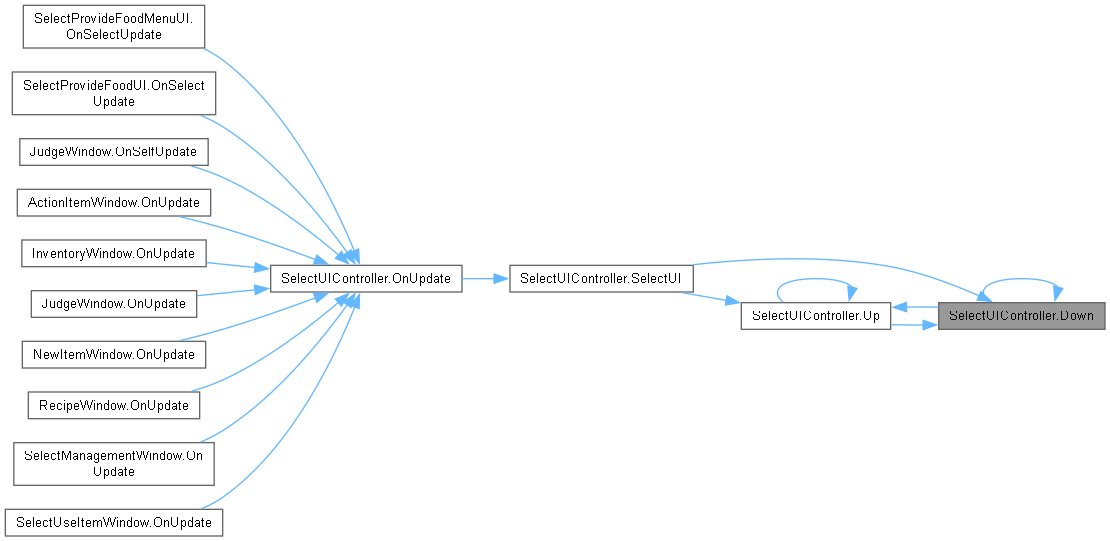 SelectProvideFoodMenuUI.
OnSelectUpdate
SelectProvideFoodUI.OnSelect
Update
JudgeWindow.OnSelfUpdate
ActionItemWindow.OnUpdate
InventoryWindow.OnUpdate
JudgeWindow.OnUpdate
NewItemWindow.OnUpdate
RecipeWindow.OnUpdate
SelectManagementWindow.On
Update
SelectUseItemWindow.OnUpdate
SelectUIController.OnUpdate
SelectUIController.SelectUI
SelectUIController.Up
SelectUIController.Down